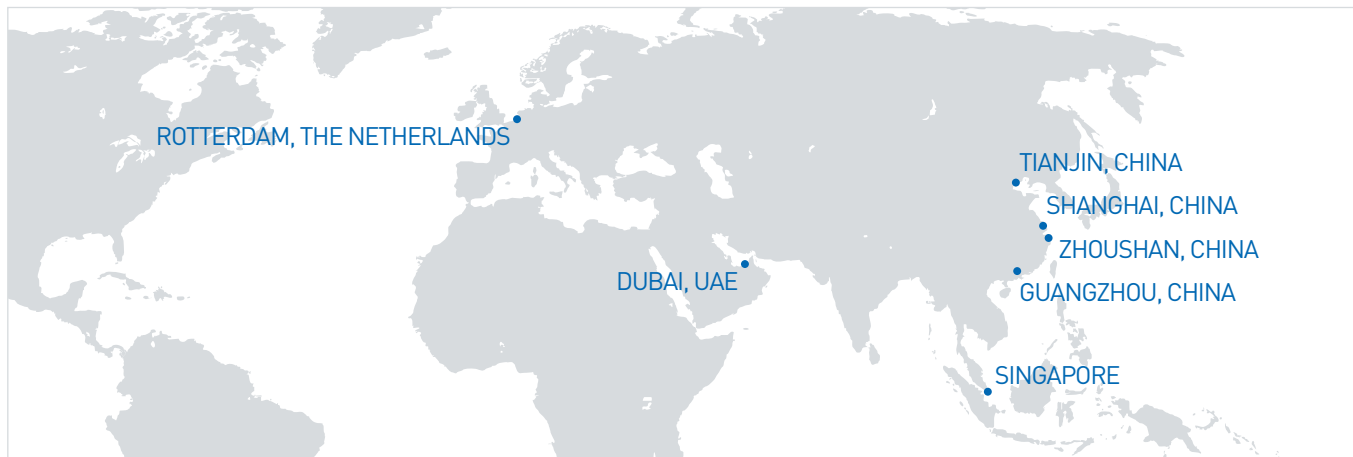 ROTTERDAM, THE NETHERLANDS
TIANJIN, CHINA
SHANGHAI, CHINA
ZHOUSHAN, CHINA
DUBAI, UAE
GUANGZHOU, CHINA
SINGAPORE